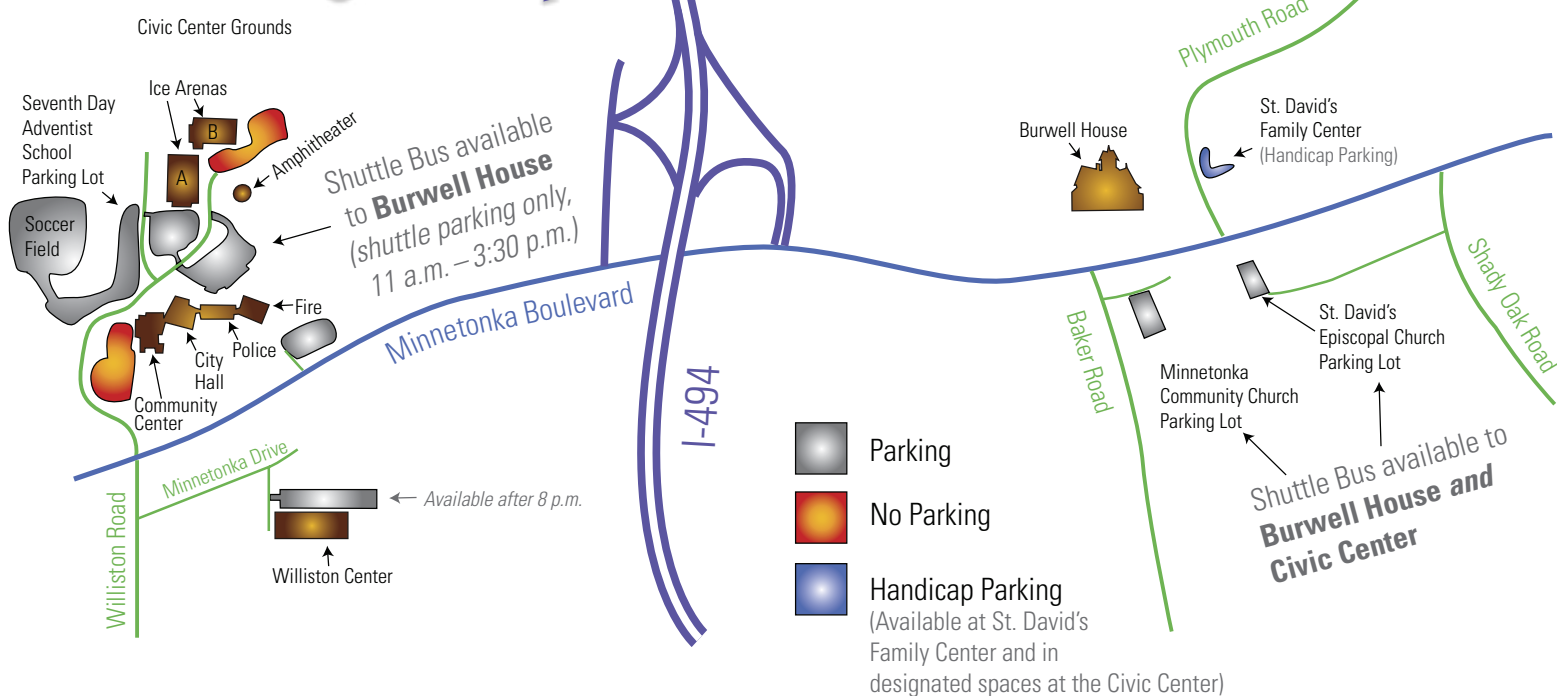 Civic Center Grounds
Ice Arenas
Seventh Day
Adventist
School
Parking Lot
B
A
Amphitheater
Soccer
Field
Shuttle Bus available
to Burwell House
(shuttle parking only,
11 a.m. – 3:30 p.m.)
Fire
Police
City
Hall
Community
Center
Minnetonka Boulevard
Minnetonka Drive
Williston Road
Available after 8 p.m.
Williston Center
I-494
Plymouth Road
Burwell House
St. David's
Family Center
(Handicap Parking)
Baker Road
Shady Oak Road
St. David's
Episcopal Church
Parking Lot
Minnetonka
Community Church
Parking Lot
Shuttle Bus available to
Burwell House and
Civic Center
Parking
No Parking
Handicap Parking
(Available at St. David's
Family Center and in
designated spaces at the Civic Center)